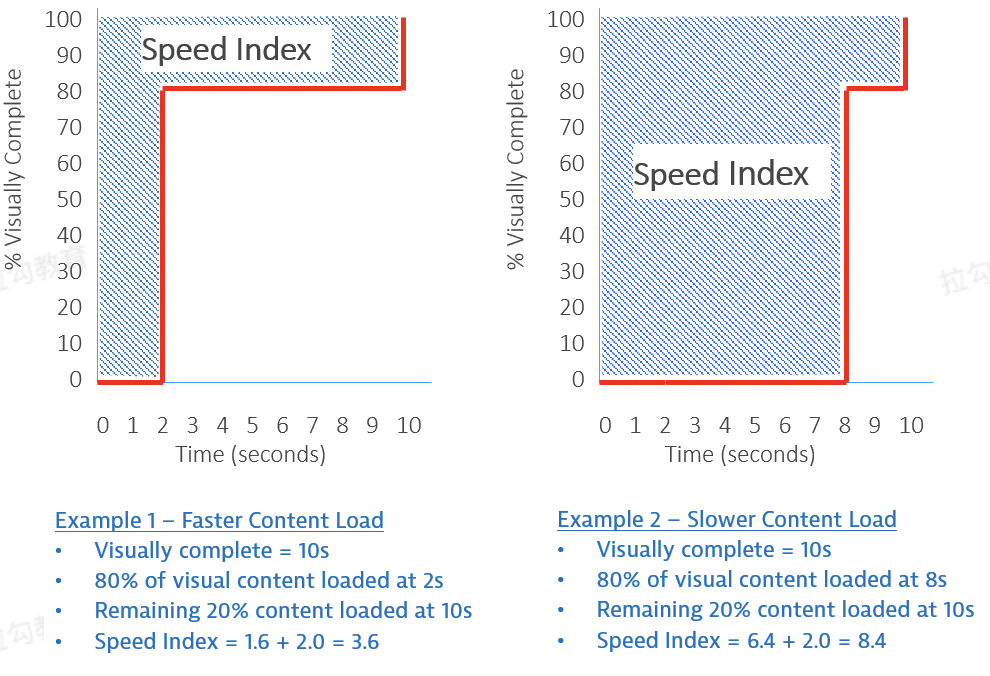 100
90
80
70
60
50
40
30
20
10
0
% Visually Complete
Speed Index
0 1 2 3 4 5 6 7 8 9 10
Time (seconds)
Example 1 – Faster Content Load
• Visually complete = 10s
• 80% of visual content loaded at 2s
• Remaining 20% content loaded at 10s
• Speed Index = 1.6 + 2.0 = 3.6
100
90
80
70
60
50
40
30
20
10
0
% Visually Complete
Speed Index
0 1 2 3 4 5 6 7 8 9 10
Time (seconds)
Example 2 – Slower Content Load
• Visually complete = 10s
• 80% of visual content loaded at 8s
• Remaining 20% content loaded at 10s
• Speed Index = 6.4 + 2.0 = 8.4
拉勾教育
拉勾
拉勾教